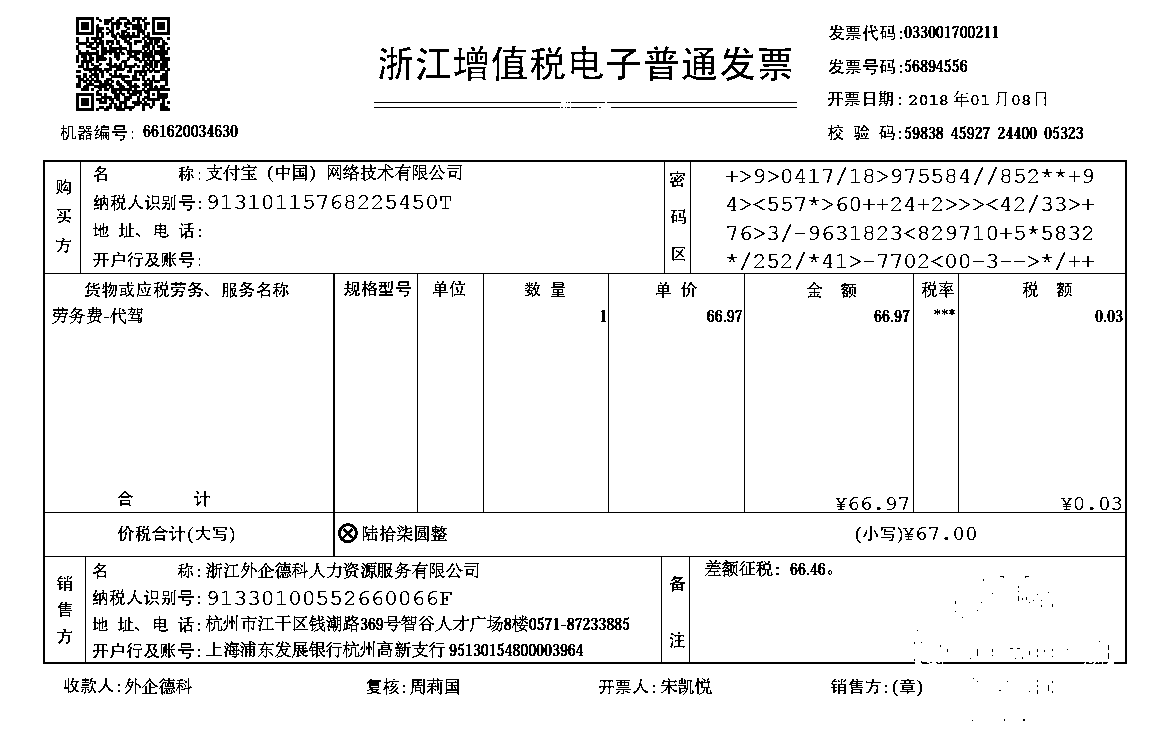 浙江增值税电子普通发票
发票代码:033001700211
发票号码:56894556
开票日期: 2018 年01 月08日
校 验 码:59838 45927 24400 05323
机器编号: 661620034630
购买方
名 称: 支付宝（中国）网络技术有限公司
纳税人识别号: 91310115768225450T
地 址、电 话:
开户行及账号:
密码区
+>9>0417/18>975584//852**+9
4><557*>60++24+2>>><42/33>+
76>3/-9631823<829710+5*5832
*/252/*41>-7702<00-3-->*/++
货物或应税劳务、服务名称 规格型号 单位 数 量 单 价 金 额 税率 税 额
劳务费-代驾 1 66.97 66.97 *** 0.03
合 计 ¥66.97 ¥0.03
价税合计(大写) ⊗陆拾柒圆整 (小写)¥67.00
销售方
名 称: 浙江外企德科人力资源服务有限公司
纳税人识别号: 91330100552660066F
地 址、电 话: 杭州市江干区钱潮路369号智谷人才广场8楼0571-87233885
开户行及账号: 上海浦东发展银行杭州高新支行 95130154800003964
备注
差额征税: 66.46。
收款人: 外企德科 复核: 周莉国 开票人: 宋凯悦 销售方: (章)